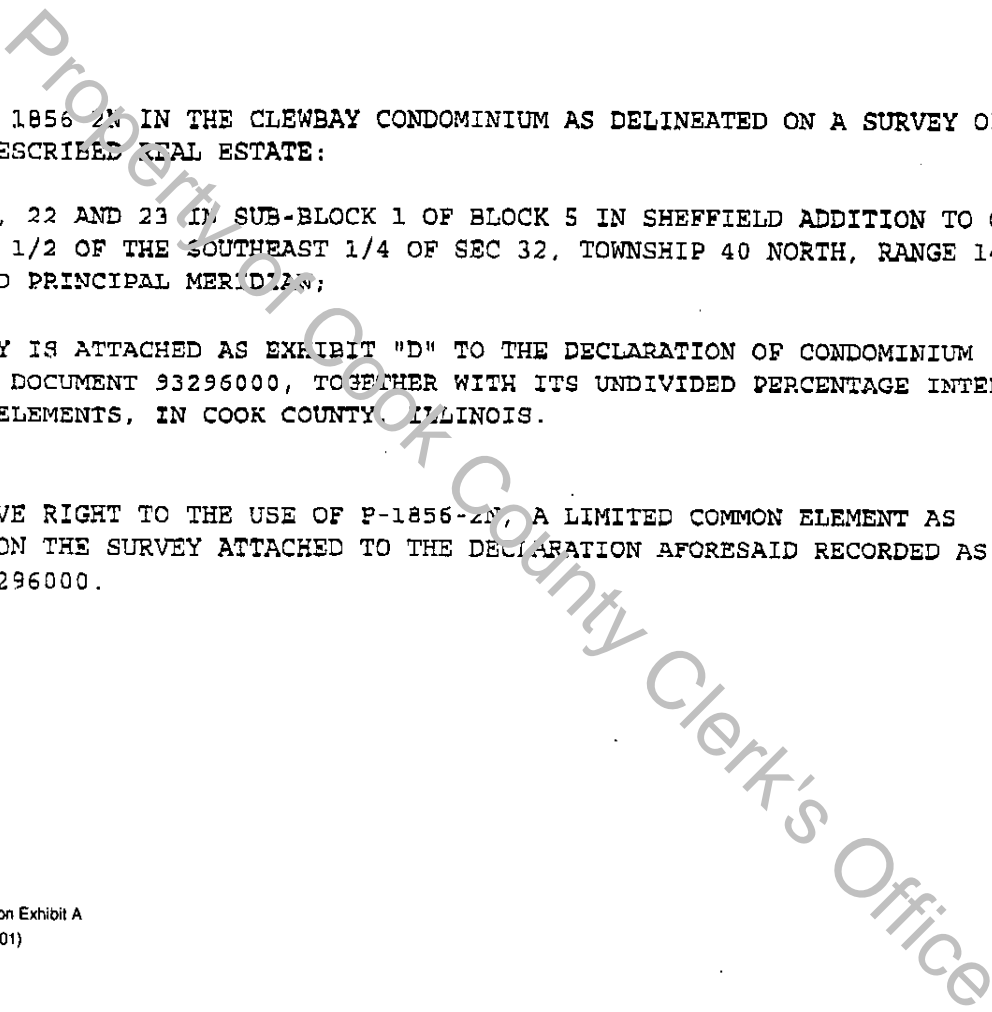 1856 2N IN THE CLEWBAY CONDOMINIUM AS DELINEATED ON A SURVEY O
ESCRIBED REAL ESTATE:
, 22 AND 23 IN SUB-BLOCK 1 OF BLOCK 5 IN SHEFFIELD ADDITION TO
1/2 OF THE SOUTHEAST 1/4 OF SEC 32, TOWNSHIP 40 NORTH, RANGE 14
D PRINCIPAL MERIDIAN;
Y IS ATTACHED AS EXHIBIT "D" TO THE DECLARATION OF CONDOMINIUM
DOCUMENT 93296000, TOGETHER WITH ITS UNDIVIDED PERCENTAGE INTE
ELEMENTS, IN COOK COUNTY, ILLINOIS.
VE RIGHT TO THE USE OF P-1856-2N, A LIMITED COMMON ELEMENT AS
ON THE SURVEY ATTACHED TO THE DECLARATION AFORESAID RECORDED AS
296000.
on Exhibit A
01)
Property of Cook County Clerk's Office